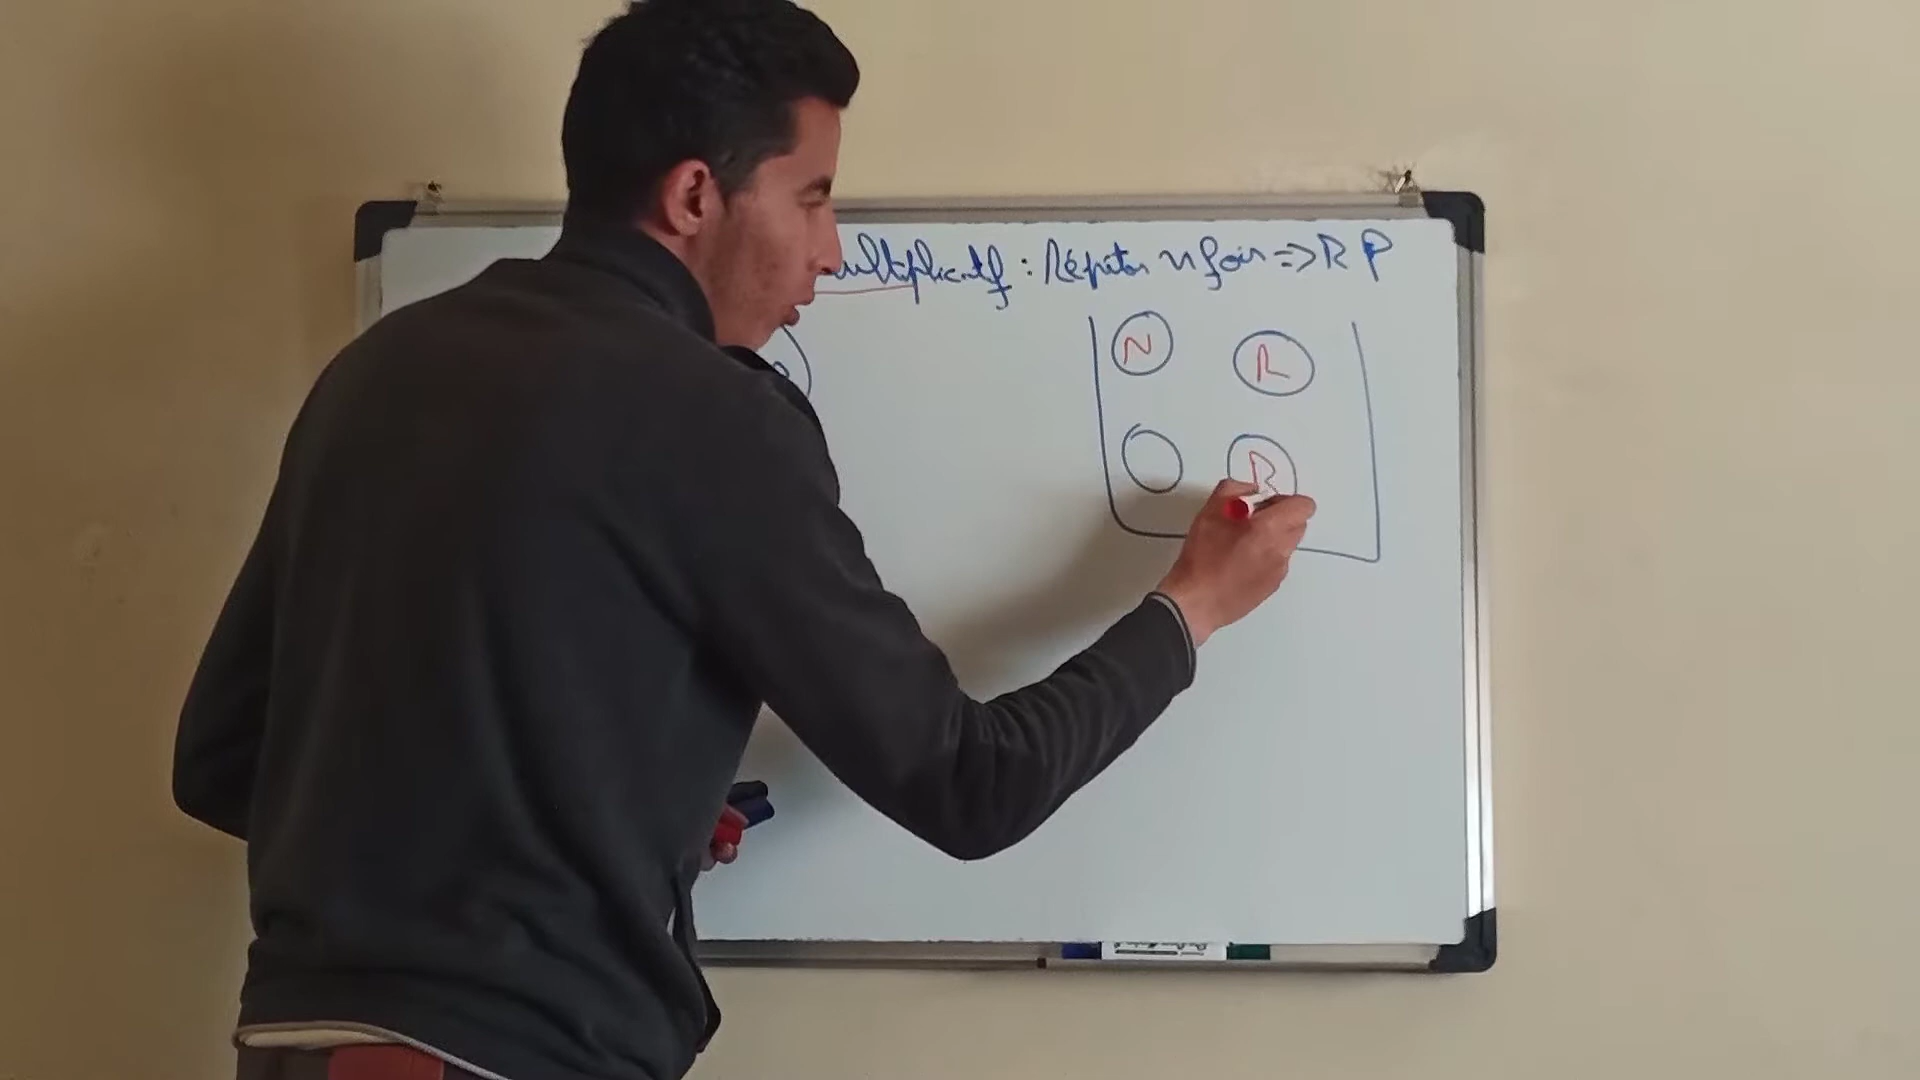 multiplicatif : Répéter n fois => R P
N R
R